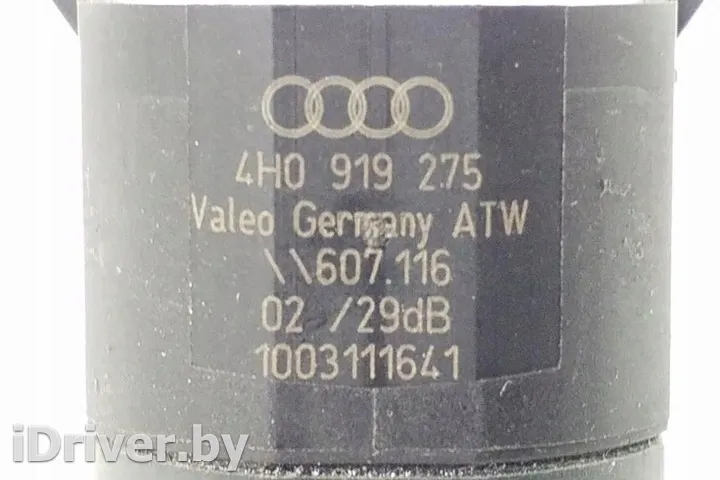 4H0 919 275
Valeo Germany ATW
\\607.116
02 /29dB
1003111641
iDriver.by